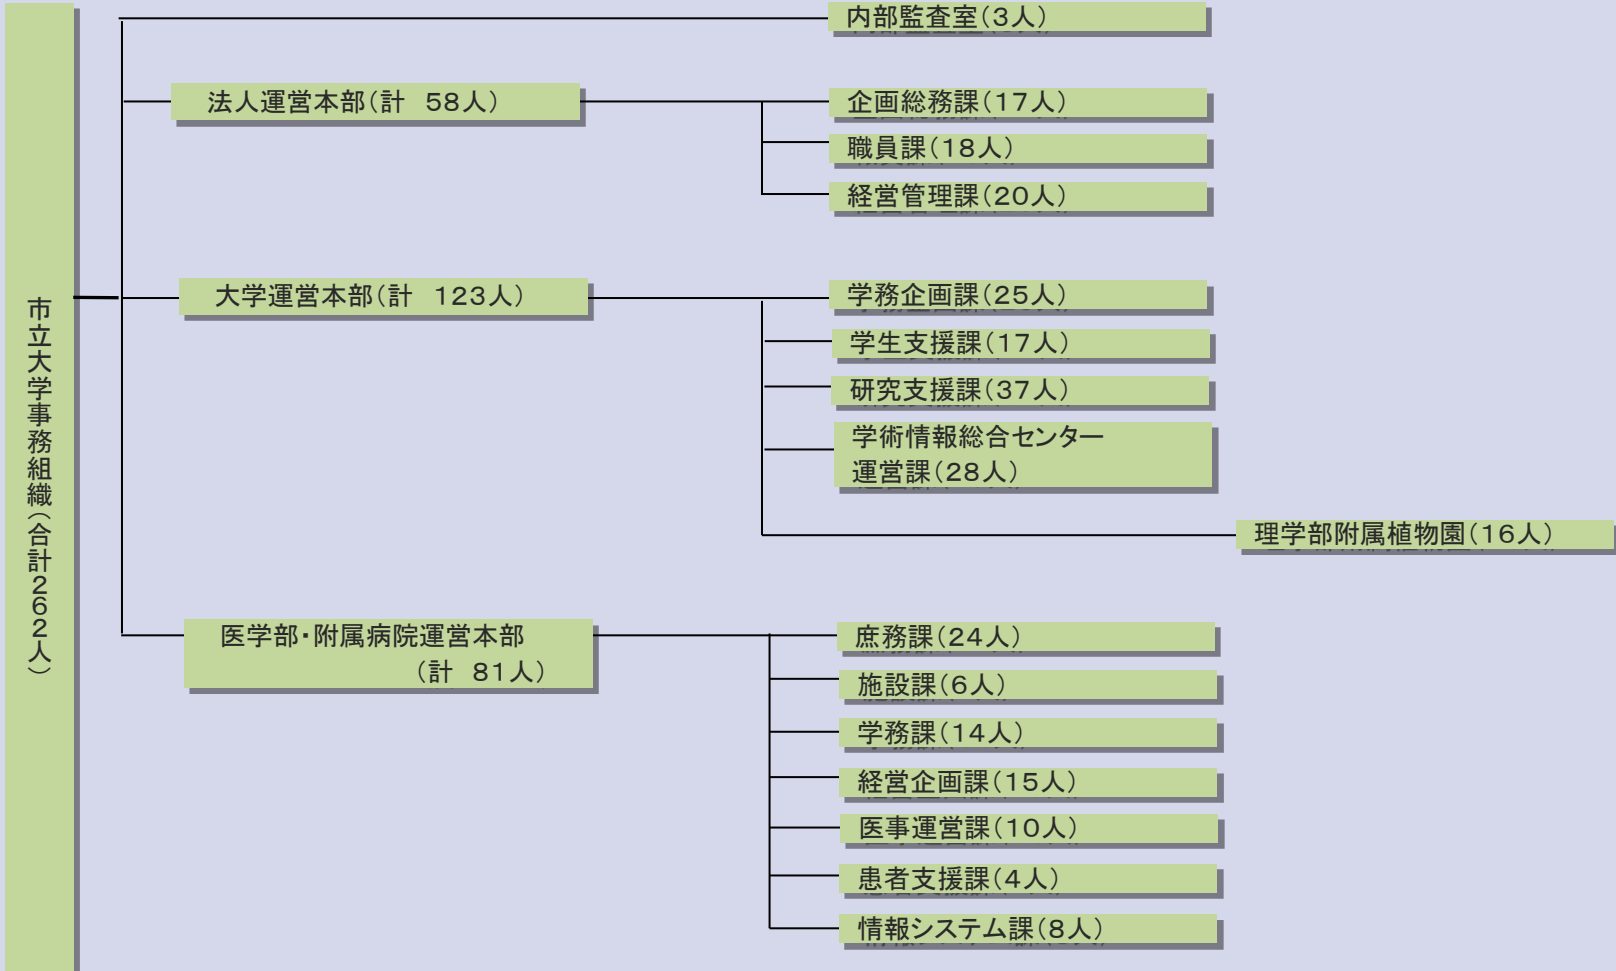 市立大学事務組織（合計２６２人）
内部監査室（3人）
法人運営本部（計　58人）
企画総務課（17人）
職員課（18人）
経営管理課（20人）
大学運営本部（計　123人）
学務企画課（25人）
学生支援課（17人）
研究支援課（37人）
学術情報総合センター
運営課（28人）
理学部附属植物園（16人）
医学部・附属病院運営本部
（計　81人）
庶務課（24人）
施設課（6人）
学務課（14人）
経営企画課（15人）
医事運営課（10人）
患者支援課（4人）
情報システム課（8人）